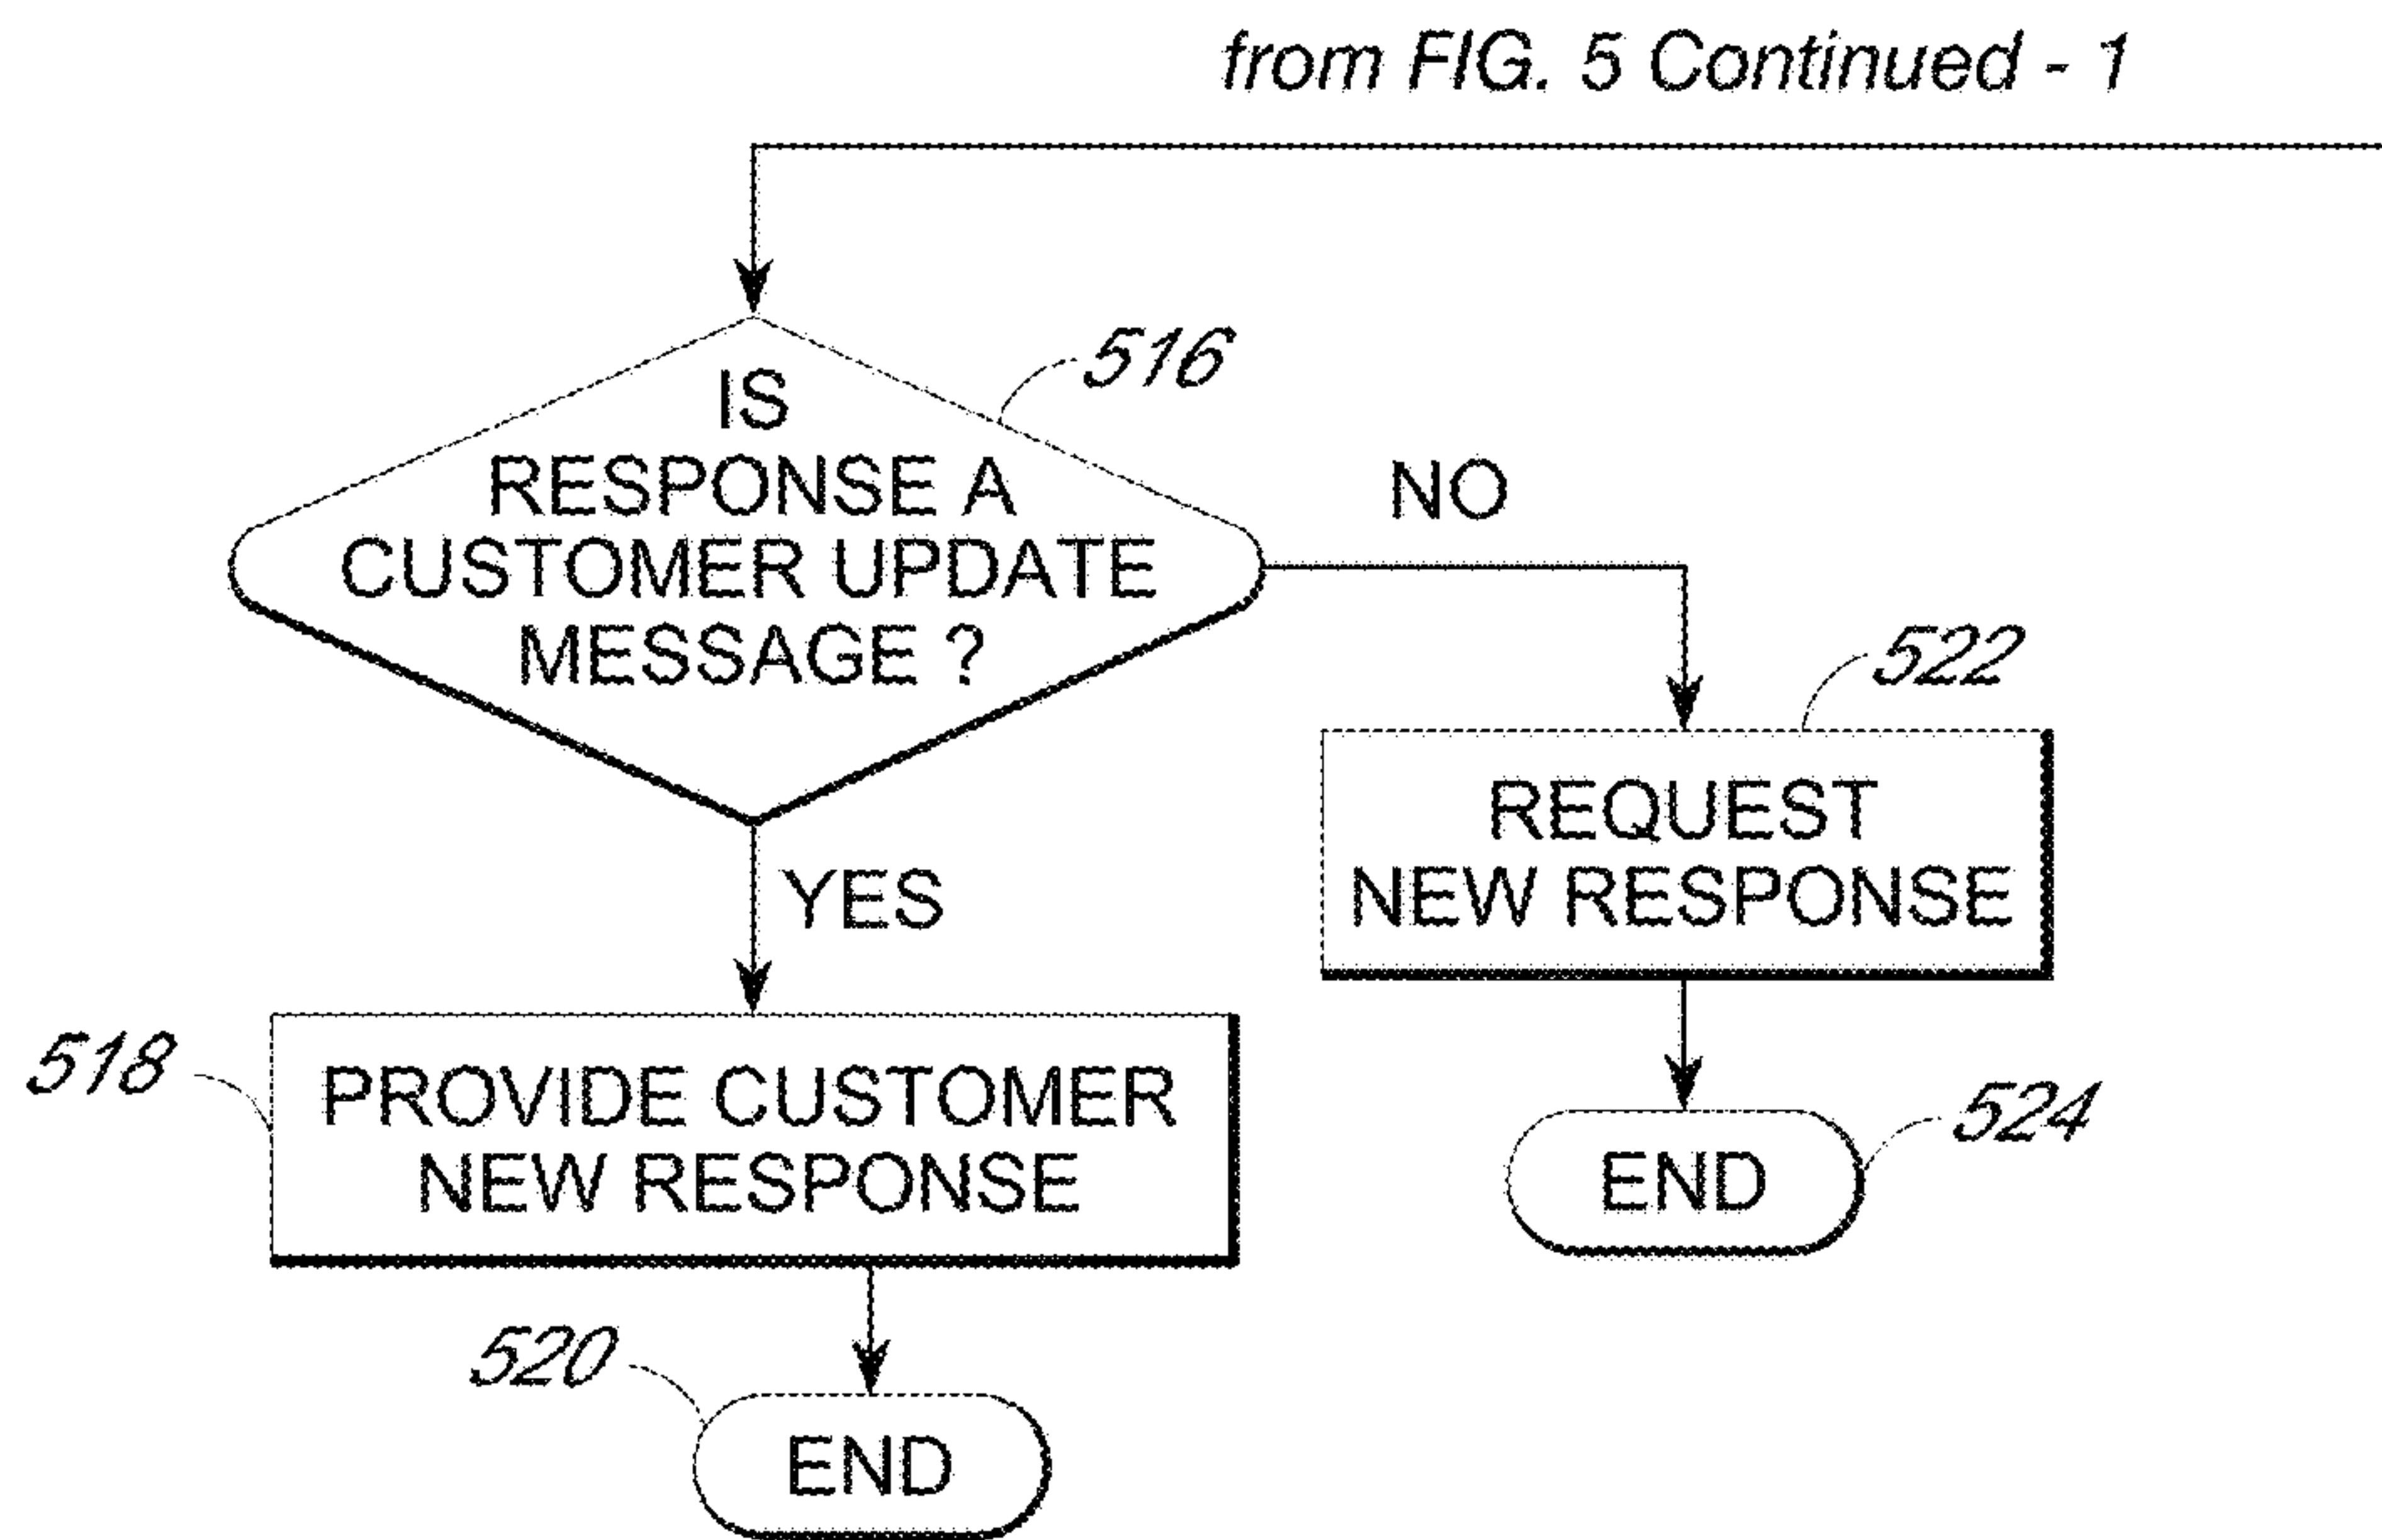 from FIG. 5 Continued - 1
516
IS
RESPONSE A
CUSTOMER UPDATE
MESSAGE ?
NO
522
REQUEST
NEW RESPONSE
YES
518
PROVIDE CUSTOMER
NEW RESPONSE
524
END
520
END